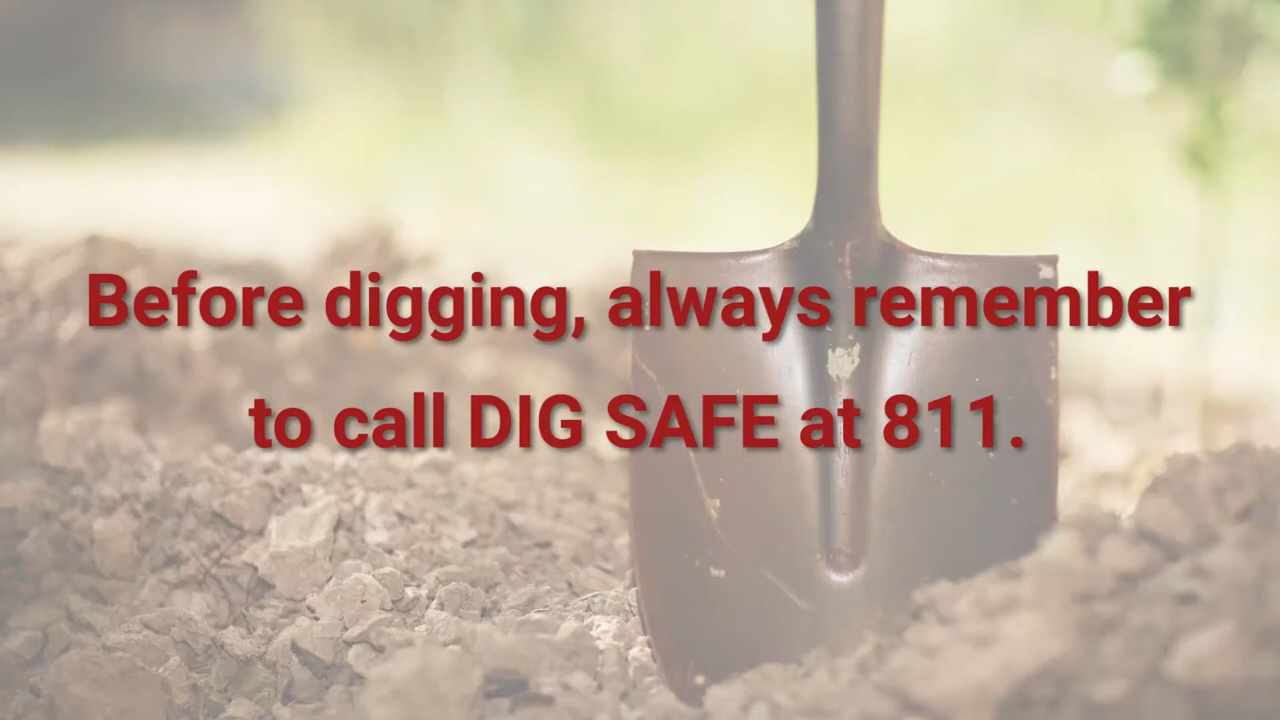 Before digging, always remember
to call DIG SAFE at 811.